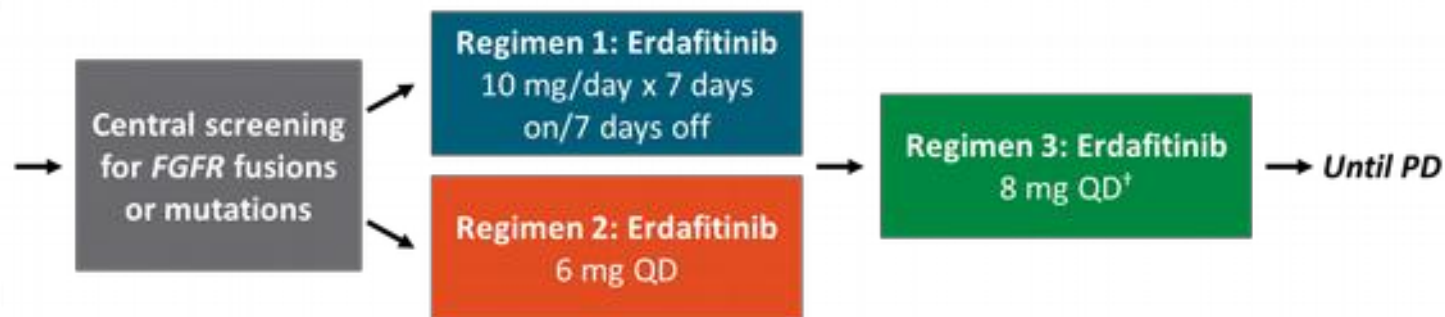 Central screening
for FGFR fusions
or mutations
Regimen 1: Erdafitinib
10 mg/day x 7 days
on/7 days off
Regimen 2: Erdafitinib
6 mg QD
Regimen 3: Erdafitinib
8 mg QD†
Until PD